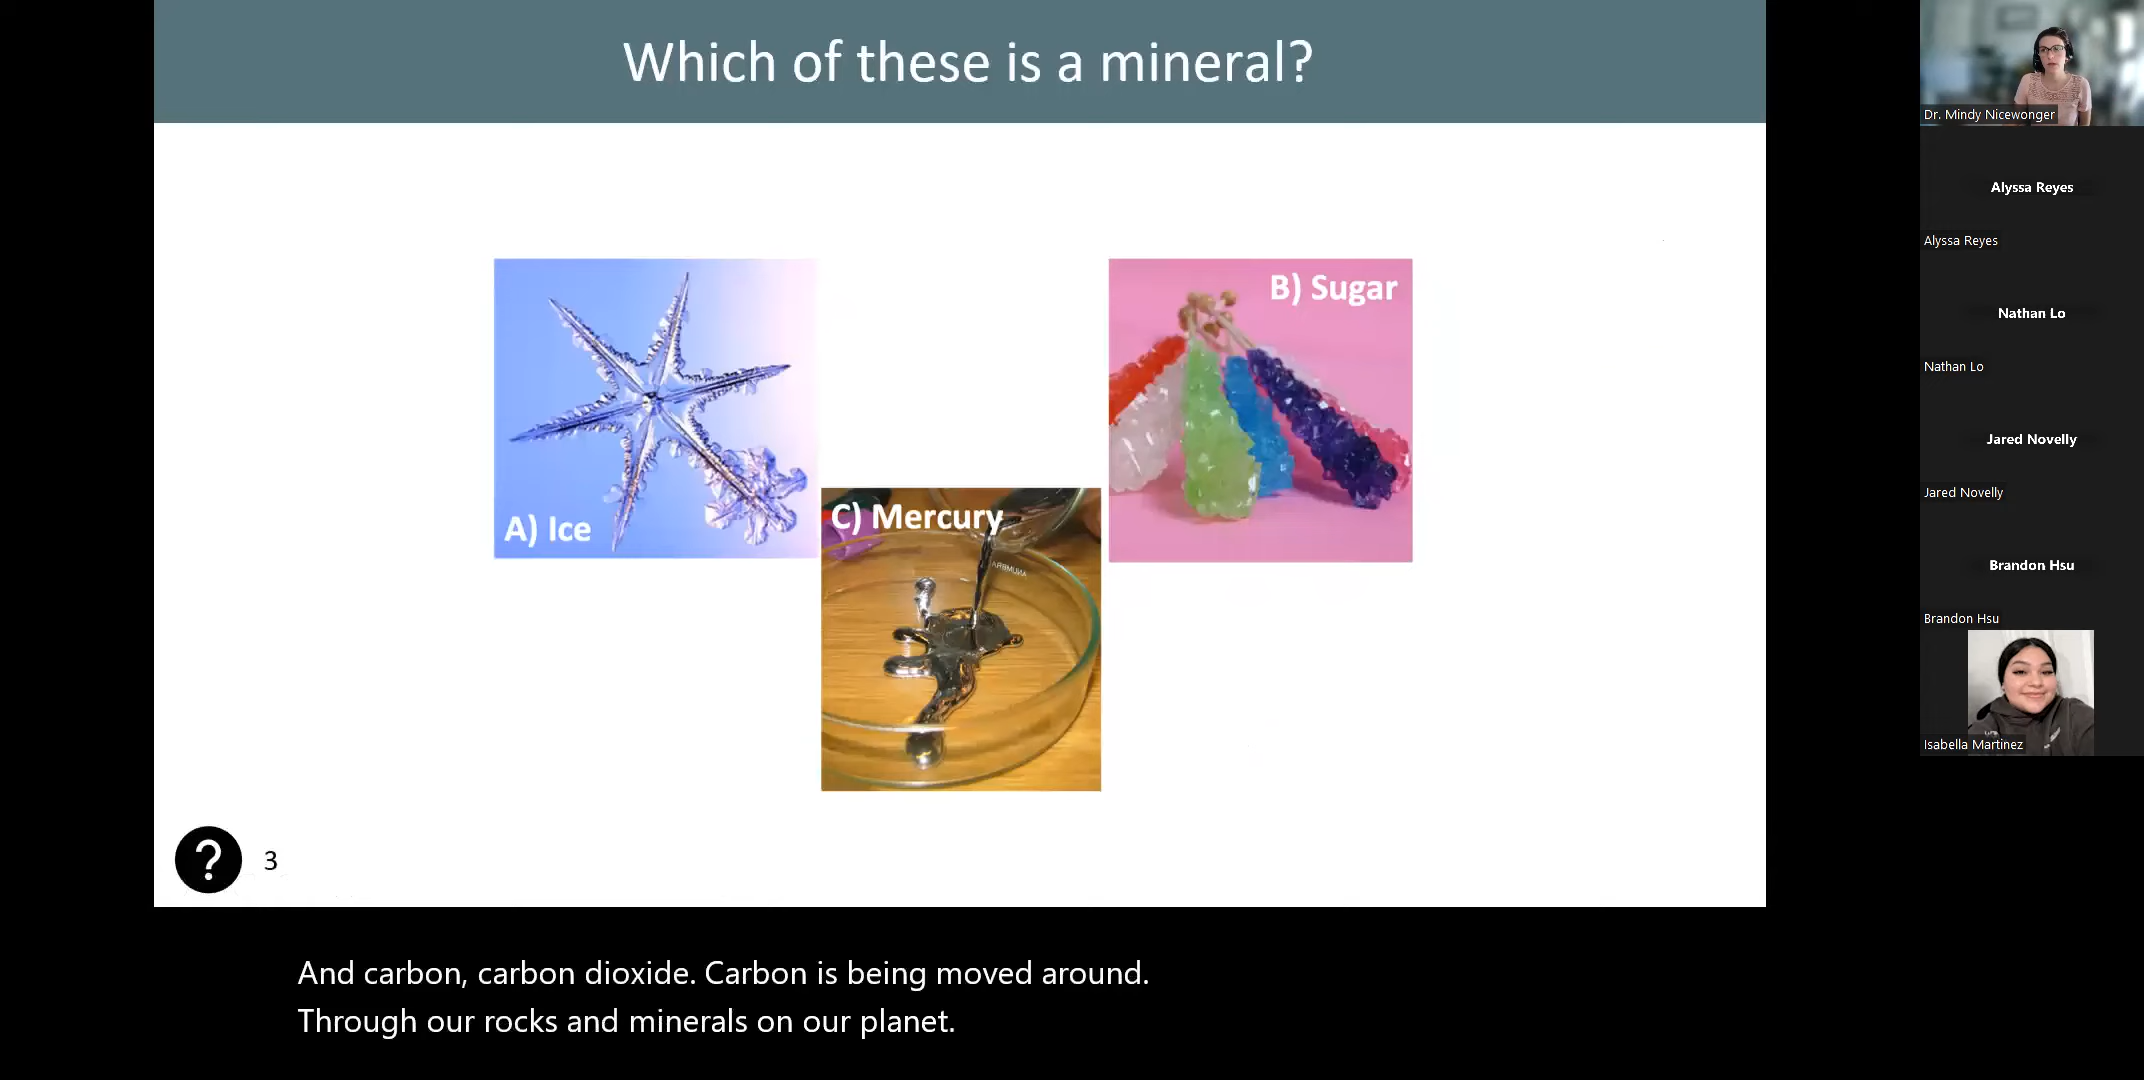 Which of these is a mineral?
A) Ice
B) Sugar
C) Mercury
3
And carbon, carbon dioxide. Carbon is being moved around.
Through our rocks and minerals on our planet.
Dr. Mindy Nicewonger
Alyssa Reyes
Alyssa Reyes
Nathan Lo
Nathan Lo
Jared Novelly
Jared Novelly
Brandon Hsu
Brandon Hsu
Isabella Martinez